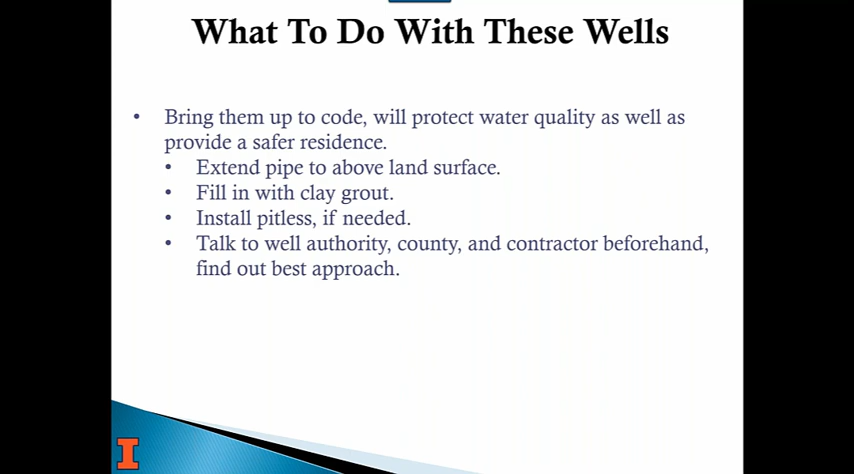 What To Do With These Wells
• Bring them up to code, will protect water quality as well as
provide a safer residence.
• Extend pipe to above land surface.
• Fill in with clay grout.
• Install pitless, if needed.
• Talk to well authority, county, and contractor beforehand,
find out best approach.
I